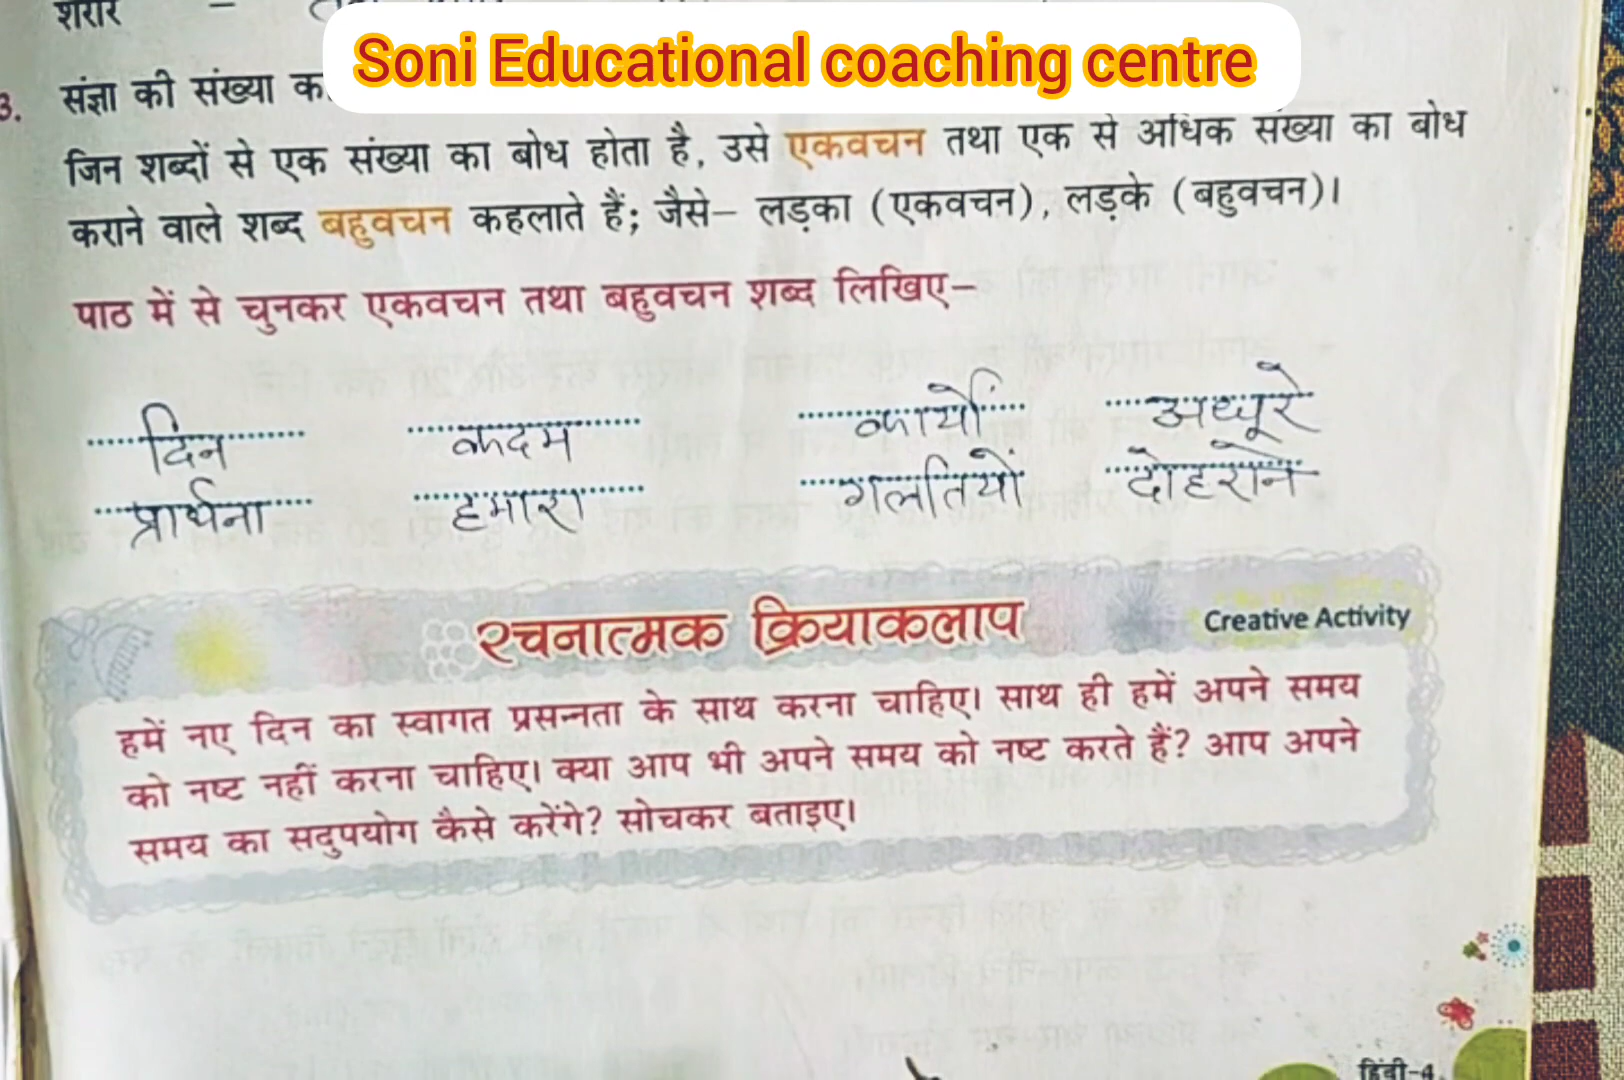 शरीर –
Soni Educational coaching centre
3. संज्ञा की संख्या
जिन शब्दों से एक संख्या का बोध होता है, उसे एकवचन तथा एक से अधिक संख्या का बोध
कराने वाले शब्द बहुवचन कहलाते हैं; जैसे– लड़का (एकवचन), लड़के (बहुवचन)।
पाठ में से चुनकर एकवचन तथा बहुवचन शब्द लिखिए–
दिन कदम कार्यों अधूरे
प्रार्थना हमारा गलतियों दोहराने
रचनात्मक क्रियाकलाप Creative Activity
हमें नए दिन का स्वागत प्रसन्नता के साथ करना चाहिए। साथ ही हमें अपने समय
को नष्ट नहीं करना चाहिए। क्या आप भी अपने समय को नष्ट करते हैं? आप अपने
समय का सदुपयोग कैसे करेंगे? सोचकर बताइए।
हिंदी-4